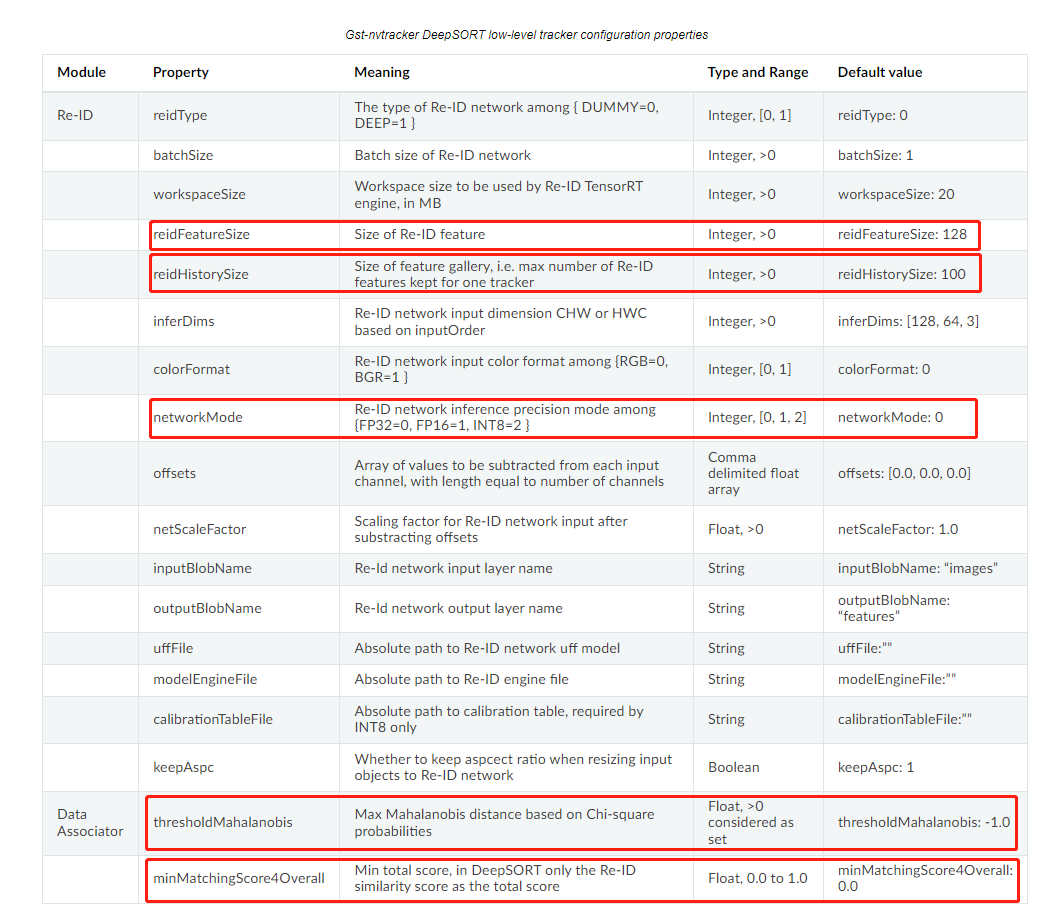 Gst-nvtracker DeepSORT low-level tracker configuration properties
Module Property Meaning Type and Range Default value
Re-ID reidType The type of Re-ID network among { DUMMY=0, DEEP=1 } Integer, [0, 1] reidType: 0
batchSize Batch size of Re-ID network Integer, >0 batchSize: 1
workspaceSize Workspace size to be used by Re-ID TensorRT engine, in MB Integer, >0 workspaceSize: 20
reidFeatureSize Size of Re-ID feature Integer, >0 reidFeatureSize: 128
reidHistorySize Size of feature gallery, i.e. max number of Re-ID features kept for one tracker Integer, >0 reidHistorySize: 100
inferDims Re-ID network input dimension CHW or HWC based on inputOrder Integer, >0 inferDims: [128, 64, 3]
colorFormat Re-ID network input color format among {RGB=0, BGR=1 } Integer, [0, 1] colorFormat: 0
networkMode Re-ID network inference precision mode among {FP32=0, FP16=1, INT8=2 } Integer, [0, 1, 2] networkMode: 0
offsets Array of values to be subtracted from each input channel, with length equal to number of channels Comma delimited float array offsets: [0.0, 0.0, 0.0]
netScaleFactor Scaling factor for Re-ID network input after substracting offsets Float, >0 netScaleFactor: 1.0
inputBlobName Re-Id network input layer name String inputBlobName: “images”
outputBlobName Re-Id network output layer name String outputBlobName: “features”
uffFile Absolute path to Re-ID network uff model String uffFile:””
modelEngineFile Absolute path to Re-ID engine file String modelEngineFile:””
calibrationTableFile Absolute path to calibration table, required by INT8 only String calibrationTableFile:””
keepAspc Whether to keep aspcect ratio when resizing input objects to Re-ID network Boolean keepAspc: 1
Data Associator thresholdMahalanobis Max Mahalanobis distance based on Chi-square probabilities Float, >0 considered as set thresholdMahalanobis: -1.0
minMatchingScore4Overall Min total score, in DeepSORT only the Re-ID similarity score as the total score Float, 0.0 to 1.0 minMatchingScore4Overall: 0.0